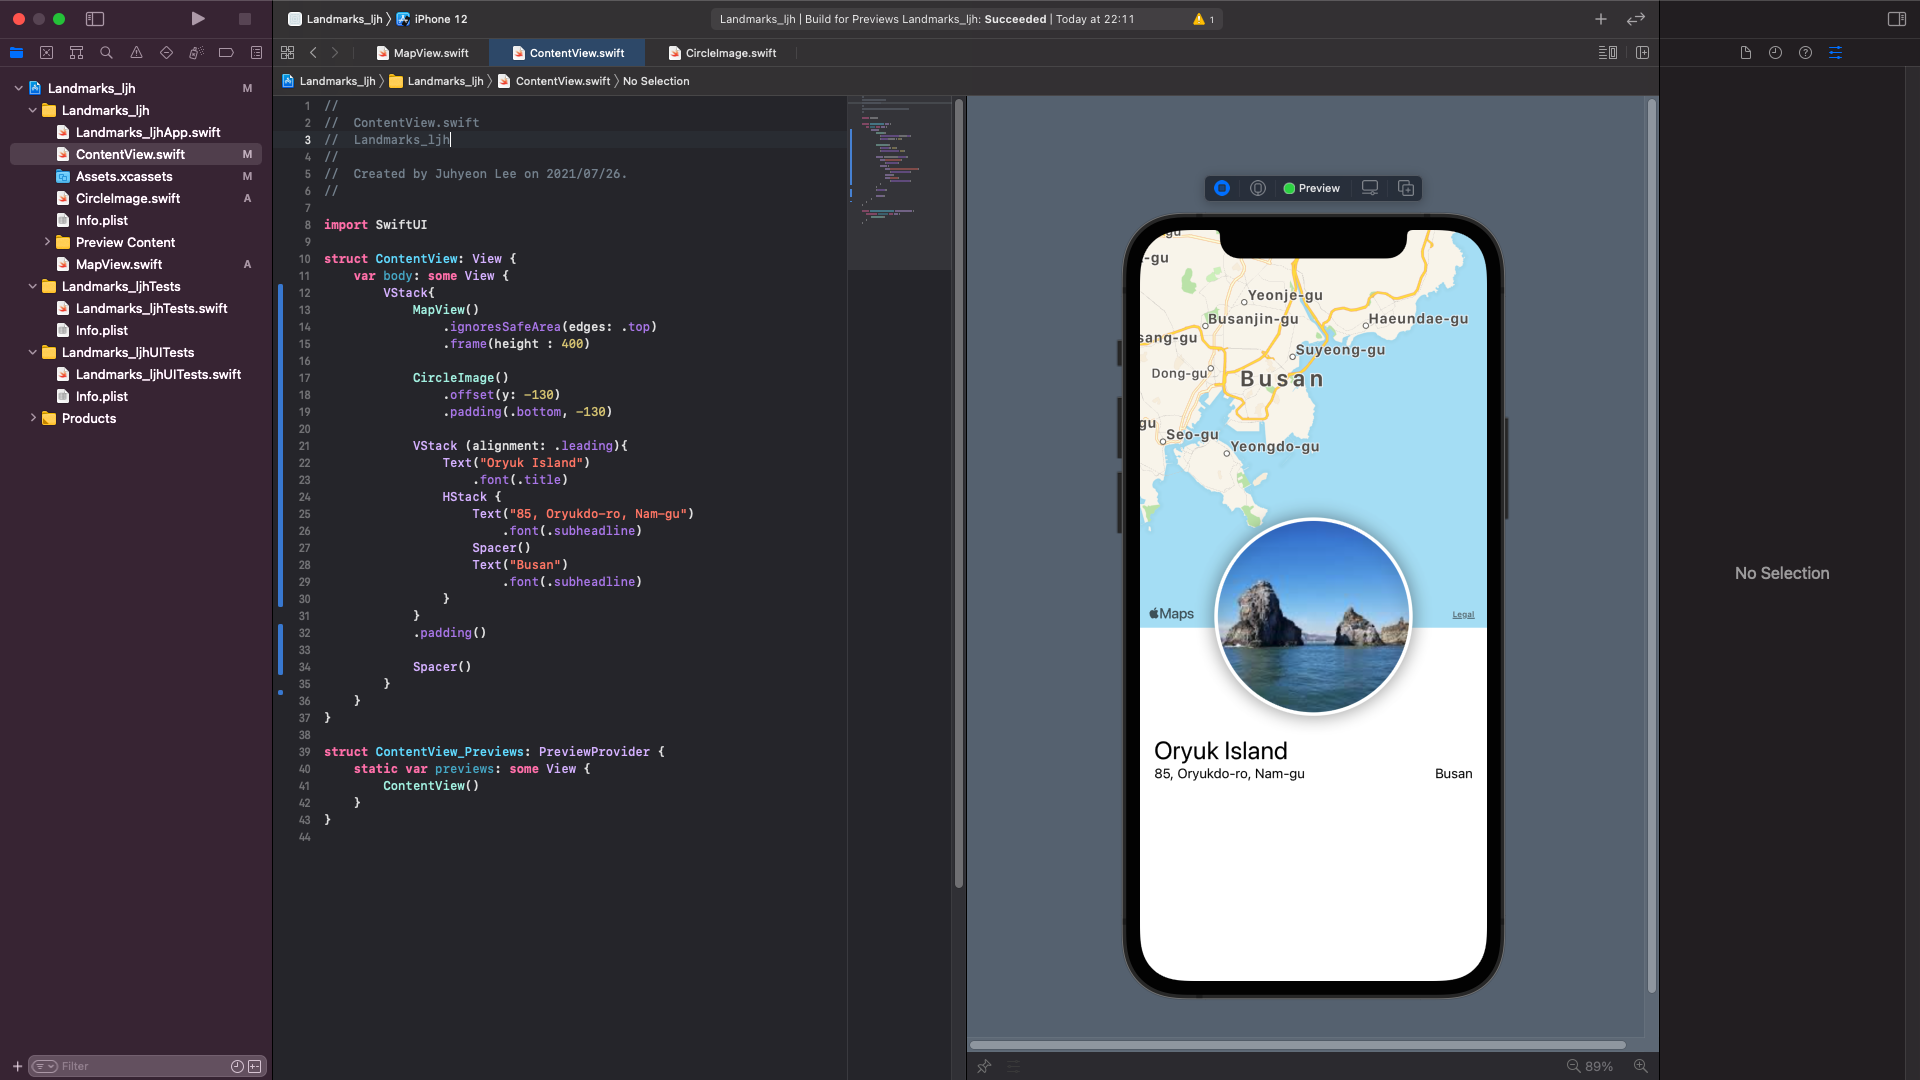 Landmarks_ljh
iPhone 12
Landmarks_ljh | Build for Previews Landmarks_ljh: Succeeded | Today at 22:11
1
MapView.swift
ContentView.swift
CircleImage.swift
Landmarks_ljh
Landmarks_ljh
ContentView.swift
No Selection
Landmarks_ljh M
Landmarks_ljh
Landmarks_ljhApp.swift
ContentView.swift M
Assets.xcassets M
CircleImage.swift A
Info.plist
Preview Content
MapView.swift A
Landmarks_ljhTests
Landmarks_ljhTests.swift
Info.plist
Landmarks_ljhUITests
Landmarks_ljhUITests.swift
Info.plist
Products
Filter
1 //
2 //  ContentView.swift
3 //  Landmarks_ljh
4 //
5 //  Created by Juhyeon Lee on 2021/07/26.
6 //
7
8 import SwiftUI
9
10 struct ContentView: View {
11     var body: some View {
12         VStack{
13             MapView()
14                 .ignoresSafeArea(edges: .top)
15                 .frame(height : 400)
16
17             CircleImage()
18                 .offset(y: -130)
19                 .padding(.bottom, -130)
20
21             VStack (alignment: .leading){
22                 Text("Oryuk Island")
23                     .font(.title)
24                 HStack {
25                     Text("85, Oryukdo-ro, Nam-gu")
26                         .font(.subheadline)
27                     Spacer()
28                     Text("Busan")
29                         .font(.subheadline)
30                 }
31             }
32             .padding()
33
34             Spacer()
35         }
36     }
37 }
38
39 struct ContentView_Previews: PreviewProvider {
40     static var previews: some View {
41         ContentView()
42     }
43 }
44
Preview
gu
-gu
Yeonje-gu
Busanjin-gu
Haeundae-gu
sang-gu
Suyeong-gu
Dong-gu
Busan
gu
Seo-gu
Yeongdo-gu
Maps
Legal
Oryuk Island
85, Oryukdo-ro, Nam-gu
Busan
No Selection
89%